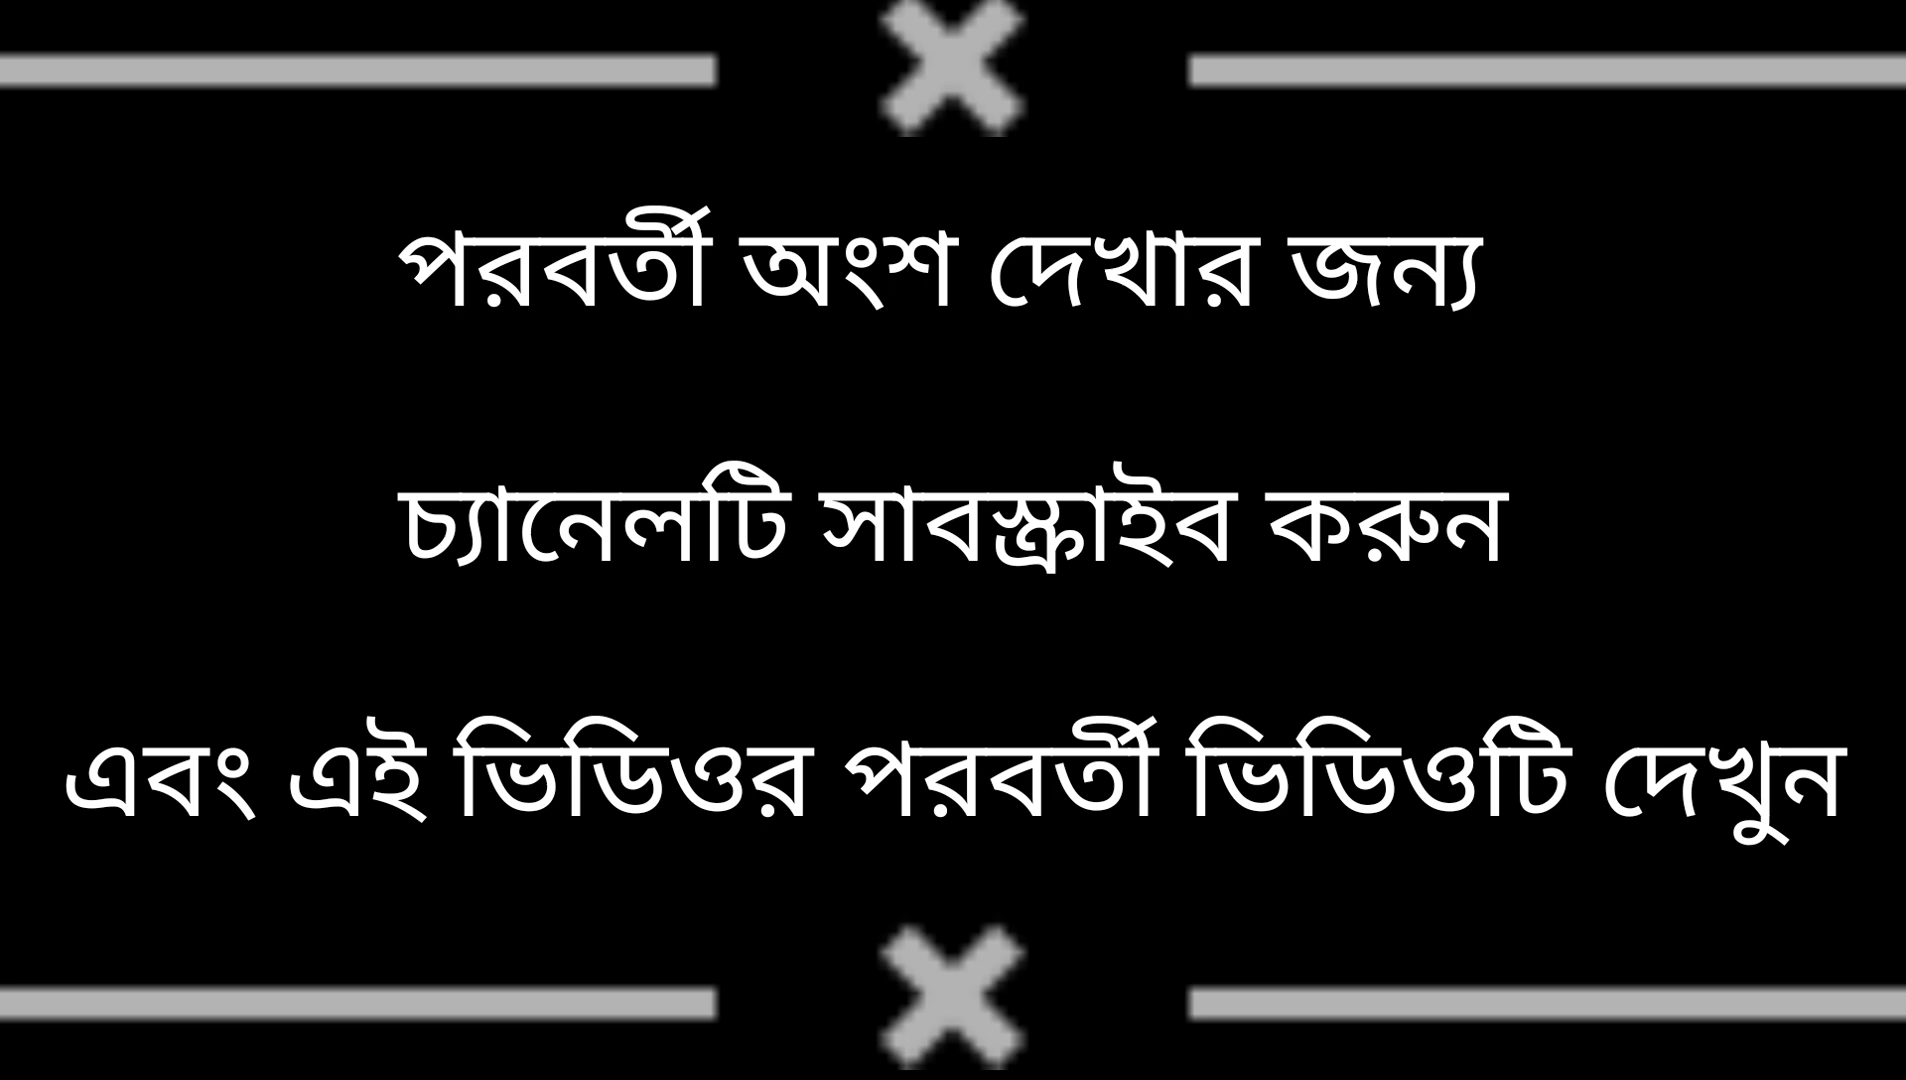 পরবর্তী অংশ দেখার জন্য
চ্যানেলটি সাবস্ক্রাইব করুন
এবং এই ভিডিওর পরবর্তী ভিডিওটি দেখুন